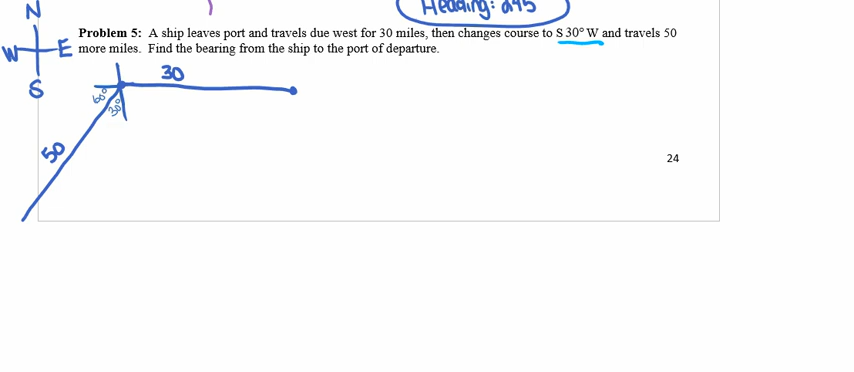 N
Heading: 245
Problem 5: A ship leaves port and travels due west for 30 miles, then changes course to S 30° W and travels 50
W E more miles. Find the bearing from the ship to the port of departure.
30
S
60° 30°
50
24